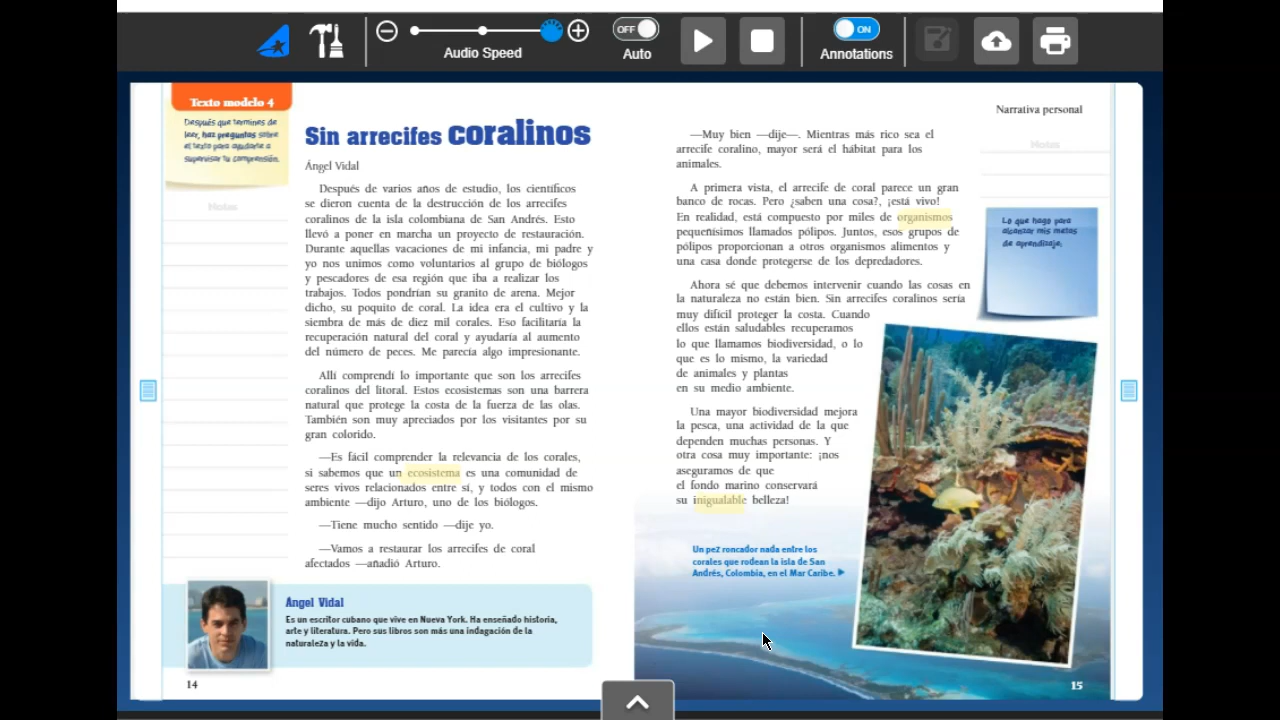 Audio Speed
OFF
Auto
ON
Annotations
Texto modelo 4
Después que termines de
leer, haz preguntas sobre
el texto para ayudarte a
supervisar tu comprensión.
Notas
Sin arrecifes coralinos
Ángel Vidal
Después de varios años de estudio, los científicos
se dieron cuenta de la destrucción de los arrecifes
coralinos de la isla colombiana de San Andrés. Esto
llevó a poner en marcha un proyecto de restauración.
Durante aquellas vacaciones de mi infancia, mi padre y
yo nos unimos como voluntarios al grupo de biólogos
y pescadores de esa región que iba a realizar los
trabajos. Todos pondrían su granito de arena. Mejor
dicho, su poquito de coral. La idea era el cultivo y la
siembra de más de diez mil corales. Eso facilitaría la
recuperación natural del coral y ayudaría al aumento
del número de peces. Me parecía algo impresionante.
Allí comprendí lo importante que son los arrecifes
coralinos del litoral. Estos ecosistemas son una barrera
natural que protege la costa de la fuerza de las olas.
También son muy apreciados por los visitantes por su
gran colorido.
—Es fácil comprender la relevancia de los corales,
si sabemos que un ecosistema es una comunidad de
seres vivos relacionados entre sí, y todos con el mismo
ambiente —dijo Arturo, uno de los biólogos.
—Tiene mucho sentido —dije yo.
—Vamos a restaurar los arrecifes de coral
afectados —añadió Arturo.
Ángel Vidal
Es un escritor cubano que vive en Nueva York. Ha enseñado historia,
arte y literatura. Pero sus libros son más una indagación de la
naturaleza y la vida.
14
Narrativa personal
—Muy bien —dije—. Mientras más rico sea el
arrecife coralino, mayor será el hábitat para los
animales.
A primera vista, el arrecife de coral parece un gran
banco de rocas. Pero ¿saben una cosa?, ¡está vivo!
En realidad, está compuesto por miles de organismos
pequeñísimos llamados pólipos. Juntos, esos grupos de
pólipos proporcionan a otros organismos alimentos y
una casa donde protegerse de los depredadores.
Ahora sé que debemos intervenir cuando las cosas en
la naturaleza no están bien. Sin arrecifes coralinos sería
muy difícil proteger la costa. Cuando
ellos están saludables recuperamos
lo que llamamos biodiversidad, o lo
que es lo mismo, la variedad
de animales y plantas
en su medio ambiente.
Una mayor biodiversidad mejora
la pesca, una actividad de la que
dependen muchas personas. Y
otra cosa muy importante: ¡nos
aseguramos de que
el fondo marino conservará
su inigualable belleza!
Notas
Lo que hago para
alcanzar mis metas
de aprendizaje.
Un pez roncador nada entre los
corales que rodean la isla de San
Andrés, Colombia, en el Mar Caribe. ▶
15